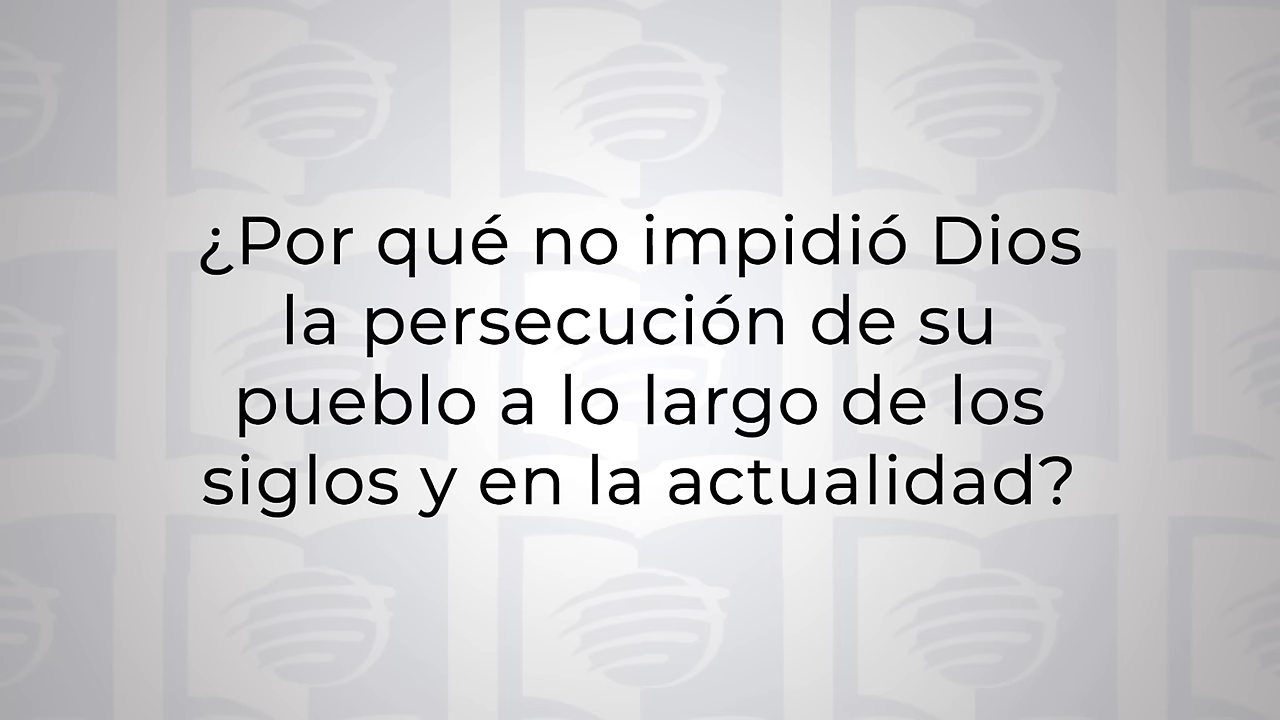 ¿Por qué no impidió Dios
la persecución de su
pueblo a lo largo de los
siglos y en la actualidad?